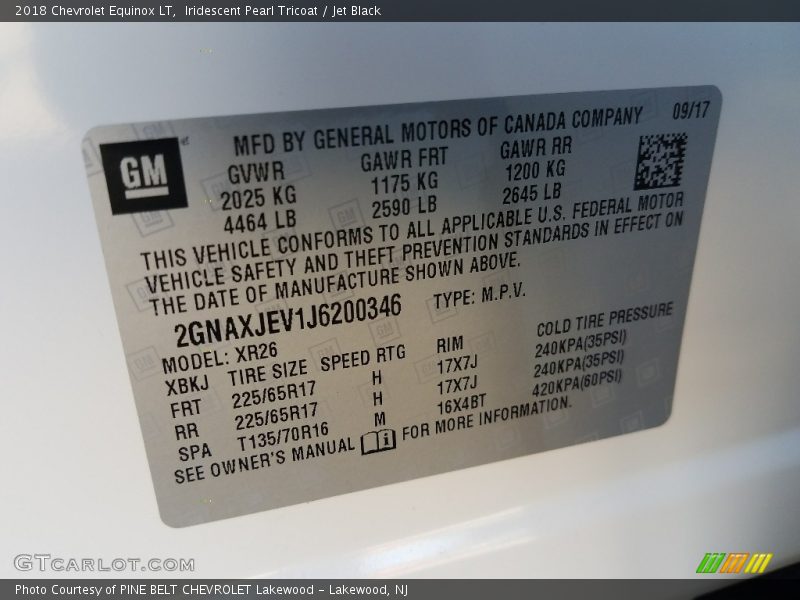 2018 Chevrolet Equinox LT, Iridescent Pearl Tricoat / Jet Black
GM
MFD BY GENERAL MOTORS OF CANADA COMPANY 09/17
GVWR GAWR FRT GAWR RR
2025 KG 1175 KG 1200 KG
4464 LB 2590 LB 2645 LB
THIS VEHICLE CONFORMS TO ALL APPLICABLE U.S. FEDERAL MOTOR
VEHICLE SAFETY AND THEFT PREVENTION STANDARDS IN EFFECT ON
THE DATE OF MANUFACTURE SHOWN ABOVE.
2GNAXJEV1J6200346 TYPE: M.P.V.
MODEL: XR26
XBKJ TIRE SIZE SPEED RTG RIM COLD TIRE PRESSURE
FRT 225/65R17 H 17X7J 240KPA(35PSI)
RR 225/65R17 H 17X7J 240KPA(35PSI)
SPA T135/70R16 M 16X4BT 420KPA(60PSI)
SEE OWNER'S MANUAL FOR MORE INFORMATION.
GTCARLOT.COM
Photo Courtesy of PINE BELT CHEVROLET Lakewood - Lakewood, NJ